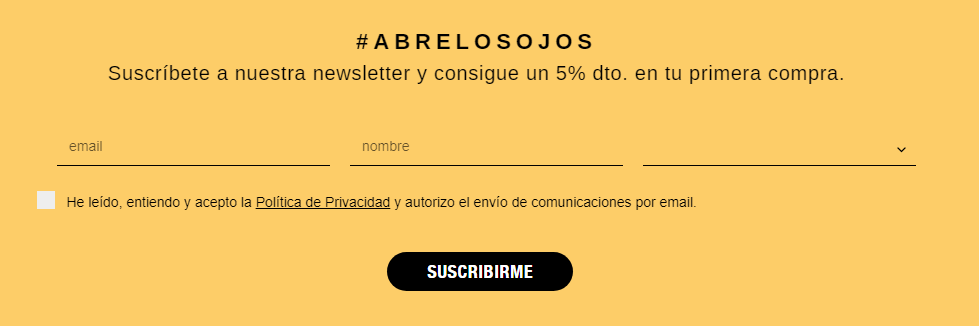 #ABRELOSOJOS
Suscríbete a nuestra newsletter y consigue un 5% dto. en tu primera compra.
email nombre
He leído, entiendo y acepto la Política de Privacidad y autorizo el envío de comunicaciones por email.
SUSCRIBIRME